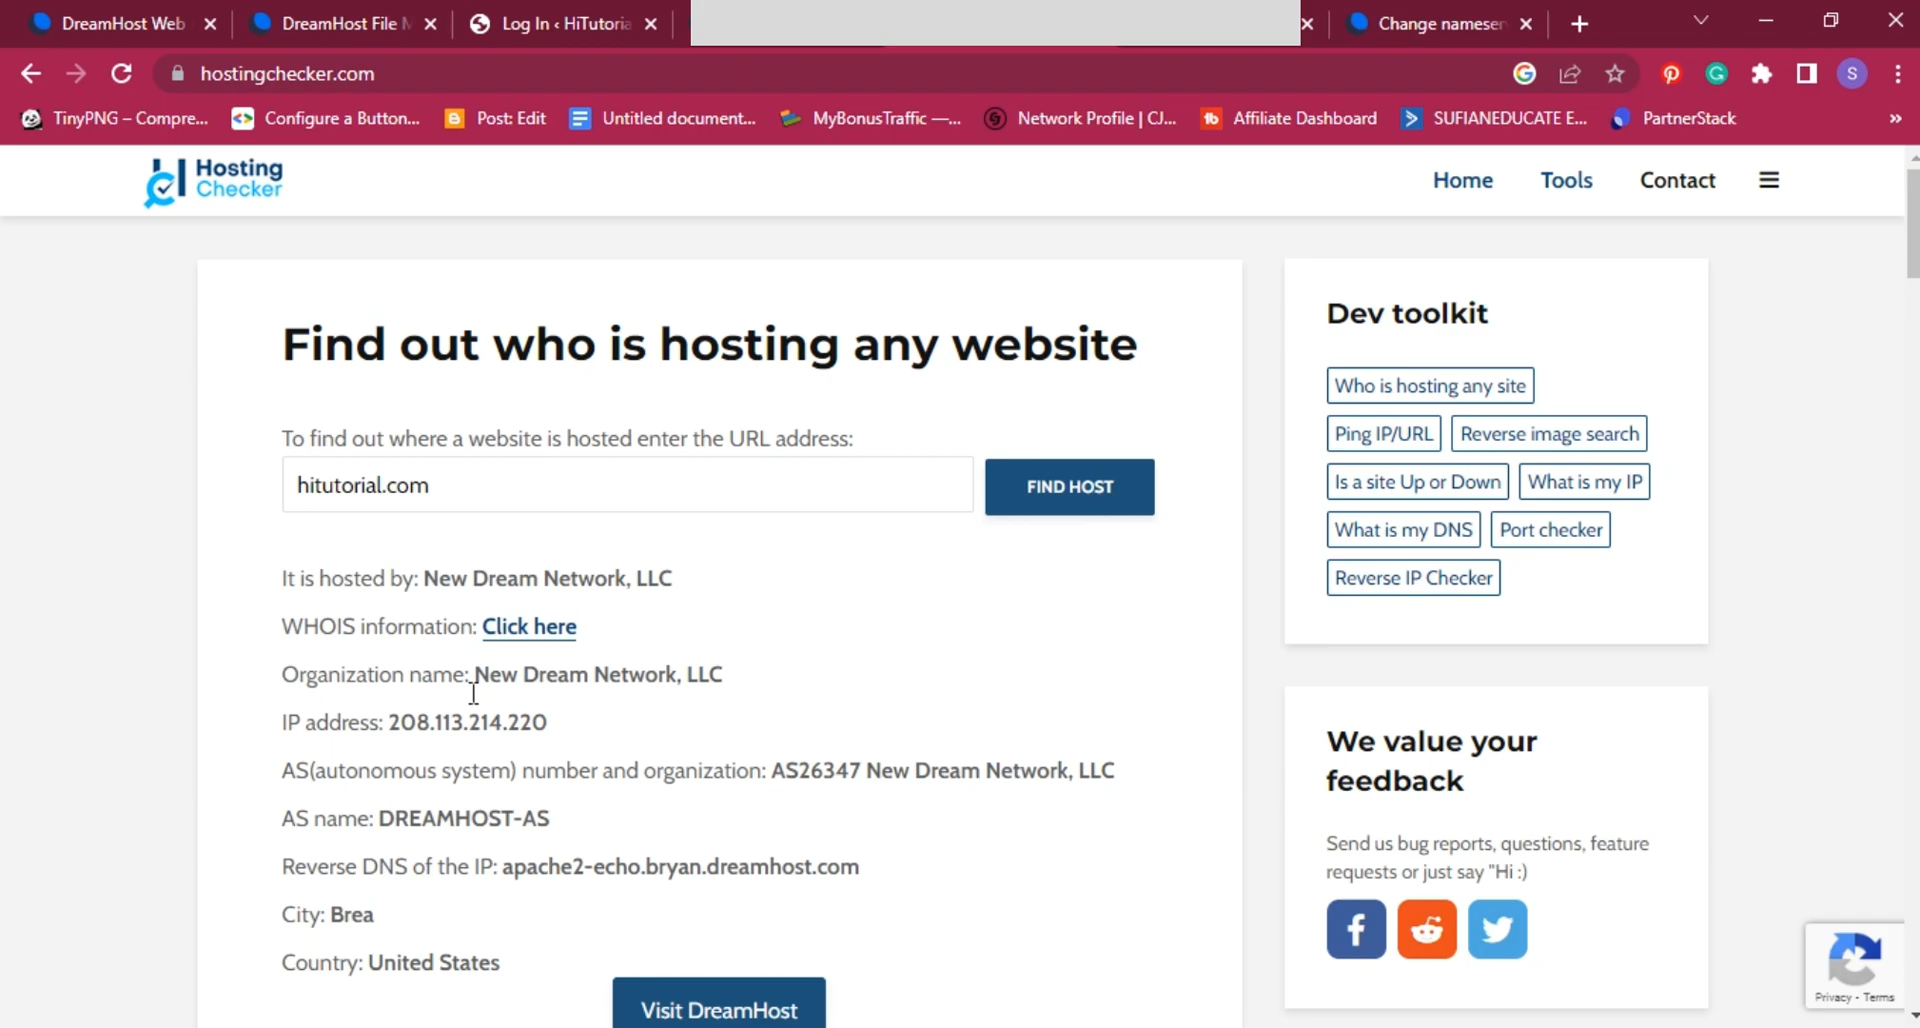 DreamHost Web
DreamHost File M
Log In ‹ HiTutoria
Change nameser
hostingchecker.com
S
TinyPNG – Compre...
Configure a Button...
Post: Edit
Untitled document...
MyBonusTraffic —...
Network Profile | CJ...
Affiliate Dashboard
SUFIANEDUCATE E...
PartnerStack
»
Hosting
Checker
Home
Tools
Contact
Find out who is hosting any website
To find out where a website is hosted enter the URL address:
hitutorial.com
FIND HOST
It is hosted by: New Dream Network, LLC
WHOIS information: Click here
Organization name: New Dream Network, LLC
IP address: 208.113.214.220
AS(autonomous system) number and organization: AS26347 New Dream Network, LLC
AS name: DREAMHOST-AS
Reverse DNS of the IP: apache2-echo.bryan.dreamhost.com
City: Brea
Country: United States
Visit DreamHost
Dev toolkit
Who is hosting any site
Ping IP/URL
Reverse image search
Is a site Up or Down
What is my IP
What is my DNS
Port checker
Reverse IP Checker
We value your
feedback
Send us bug reports, questions, feature
requests or just say "Hi :)
Privacy - Terms